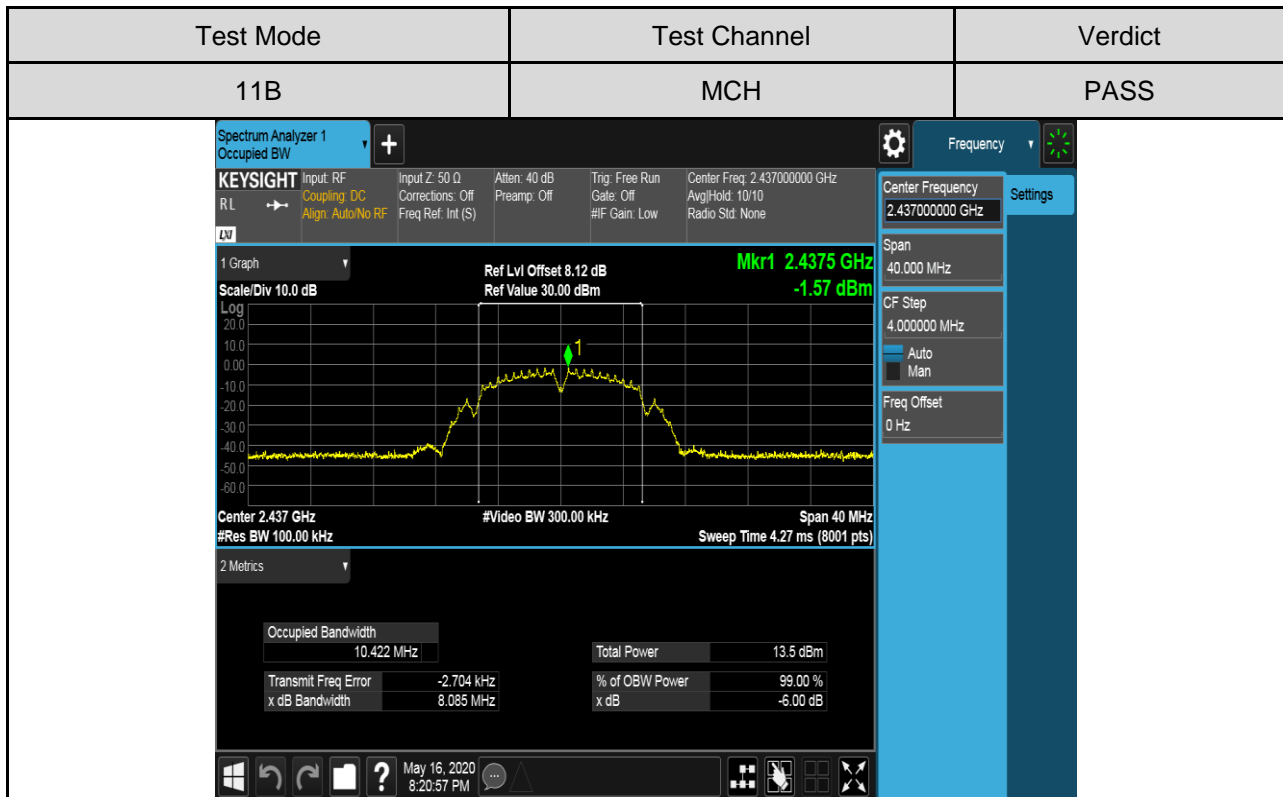 Test Mode Test Channel Verdict
11B MCH PASS
Spectrum Analyzer 1
Occupied BW
+
Frequency
KEYSIGHT Input: RF Input Z: 50 Ω Atten: 40 dB Trig: Free Run Center Freq: 2.437000000 GHz
RL Coupling: DC Corrections: Off Preamp: Off Gate: Off Avg|Hold: 10/10
Align: Auto/No RF Freq Ref: Int (S) #IF Gain: Low Radio Std: None
LXI
1 Graph
Ref Lvl Offset 8.12 dB Mkr1 2.4375 GHz
Scale/Div 10.0 dB Ref Value 30.00 dBm -1.57 dBm
Log
20.0
10.0
0.00
-10.0
-20.0
-30.0
-40.0
-50.0
-60.0
1
Center 2.437 GHz #Video BW 300.00 kHz Span 40 MHz
#Res BW 100.00 kHz Sweep Time 4.27 ms (8001 pts)
2 Metrics
Occupied Bandwidth
10.422 MHz Total Power 13.5 dBm
Transmit Freq Error -2.704 kHz % of OBW Power 99.00 %
x dB Bandwidth 8.085 MHz x dB -6.00 dB
Center Frequency
2.437000000 GHz
Settings
Span
40.000 MHz
CF Step
4.000000 MHz
Auto
Man
Freq Offset
0 Hz
? May 16, 2020
8:20:57 PM